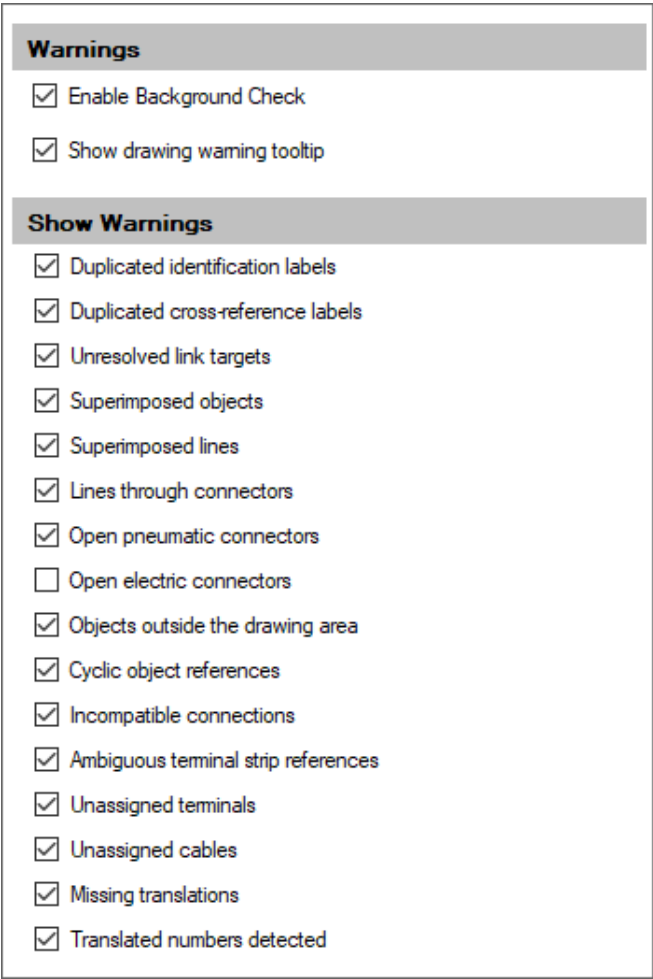 Warnings
Enable Background Check
Show drawing warning tooltip
Show Warnings
Duplicated identification labels
Duplicated cross-reference labels
Unresolved link targets
Superimposed objects
Superimposed lines
Lines through connectors
Open pneumatic connectors
Open electric connectors
Objects outside the drawing area
Cyclic object references
Incompatible connections
Ambiguous terminal strip references
Unassigned terminals
Unassigned cables
Missing translations
Translated numbers detected